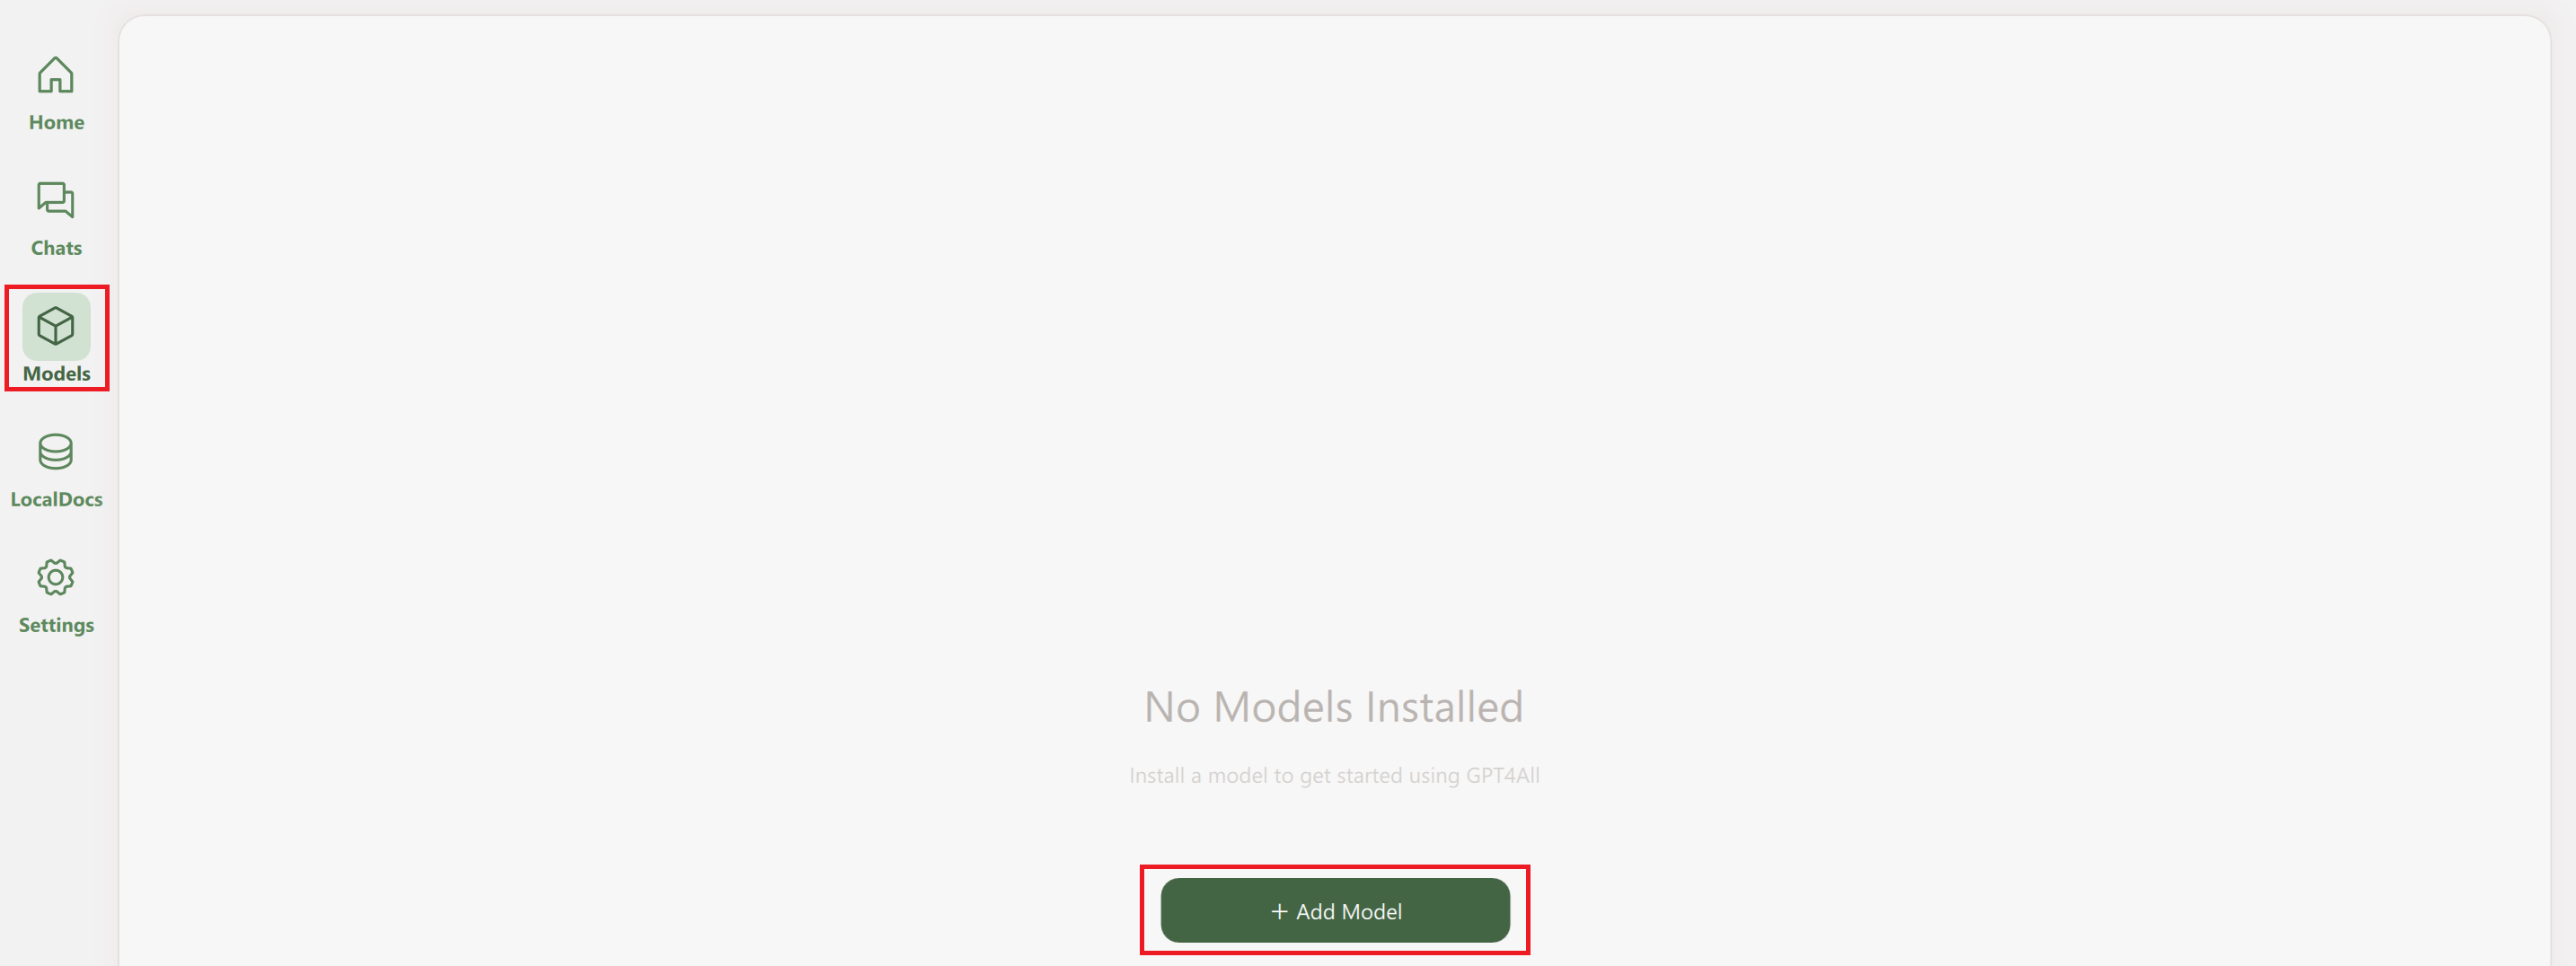 Home
Chats
Models
LocalDocs
Settings
No Models Installed
Install a model to get started using GPT4All
+ Add Model